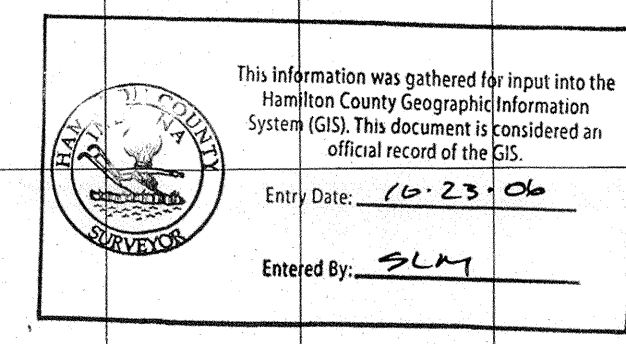 HAMILTON COUNTY
INDIANA
SURVEYOR
This information was gathered for input into the
Hamilton County Geographic Information
System (GIS). This document is considered an
official record of the GIS.
Entry Date: 10·23·06
Entered By: SLM